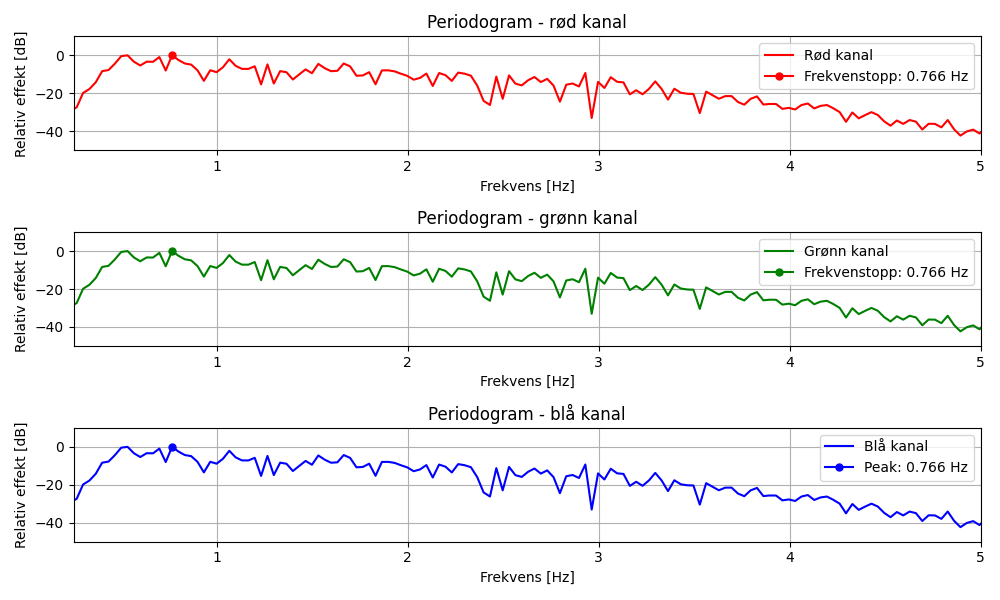 Periodogram - rød kanal
Relativ effekt [dB]
0
−20
−40
Rød kanal
Frekvenstopp: 0.766 Hz
1 2 3 4 5
Frekvens [Hz]
Periodogram - grønn kanal
Relativ effekt [dB]
0
−20
−40
Grønn kanal
Frekvenstopp: 0.766 Hz
1 2 3 4 5
Frekvens [Hz]
Periodogram - blå kanal
Relativ effekt [dB]
0
−20
−40
Blå kanal
Peak: 0.766 Hz
1 2 3 4 5
Frekvens [Hz]